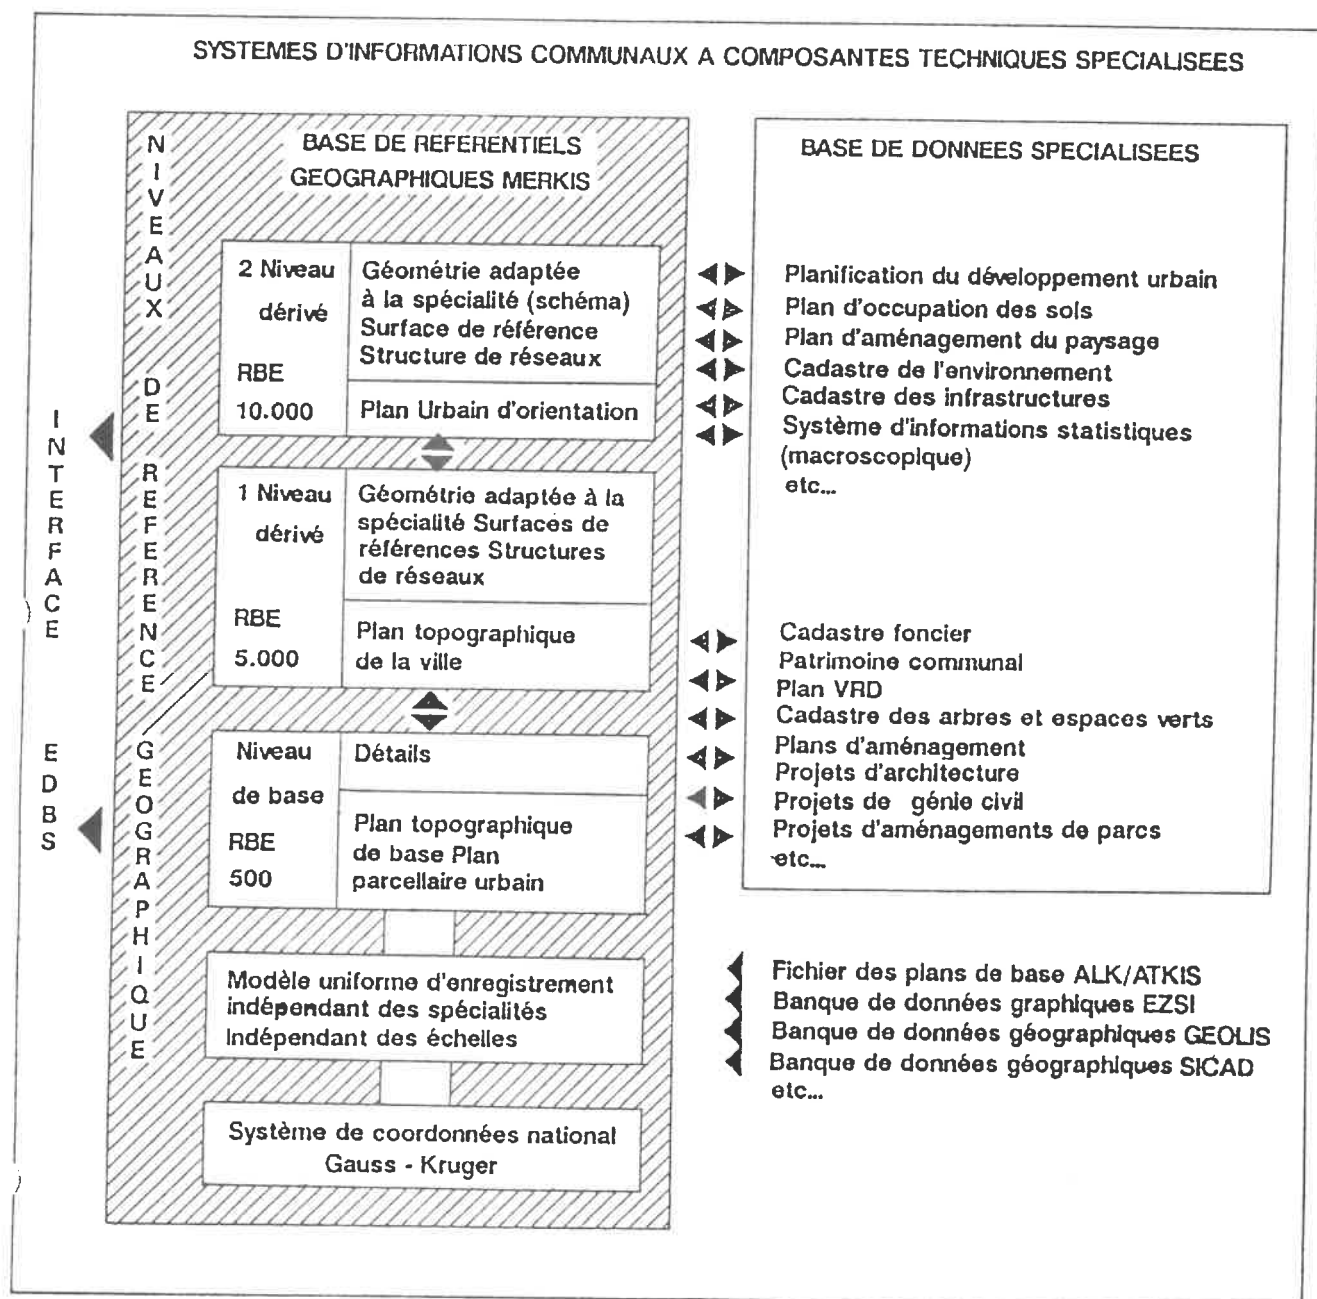 SYSTEMES D'INFORMATIONS COMMUNAUX A COMPOSANTES TECHNIQUES SPECIALISEES
INTERFACE
EDBS
NIVEAUX DE REFERENCE GEOGRAPHIQUE
BASE DE REFERENTIELS
GEOGRAPHIQUES MERKIS
2 Niveau
dérivé
RBE
10.000
Géométrie adaptée
à la spécialité (schéma)
Surface de référence
Structure de réseaux
Plan Urbain d'orientation
1 Niveau
dérivé
RBE
5.000
Géométrie adaptée à la
spécialité Surfaces de
références Structures
de réseaux
Plan topographique
de la ville
Niveau
de base
RBE
500
Détails
Plan topographique
de base Plan
parcellaire urbain
Modèle uniforme d'enregistrement
indépendant des spécialités
Indépendant des échelles
Système de coordonnées national
Gauss - Kruger
BASE DE DONNEES SPECIALISEES
Planification du développement urbain
Plan d'occupation des sols
Plan d'aménagement du paysage
Cadastre de l'environnement
Cadastre des infrastructures
Système d'informations statistiques
(macroscopique)
etc...
Cadastre foncier
Patrimoine communal
Plan VRD
Cadastre des arbres et espaces verts
Plans d'aménagement
Projets d'architecture
Projets de génie civil
Projets d'aménagements de parcs
etc...
Fichier des plans de base ALK/ATKIS
Banque de données graphiques EZSI
Banque de données géographiques GEOLIS
Banque de données géographiques SICAD
etc...